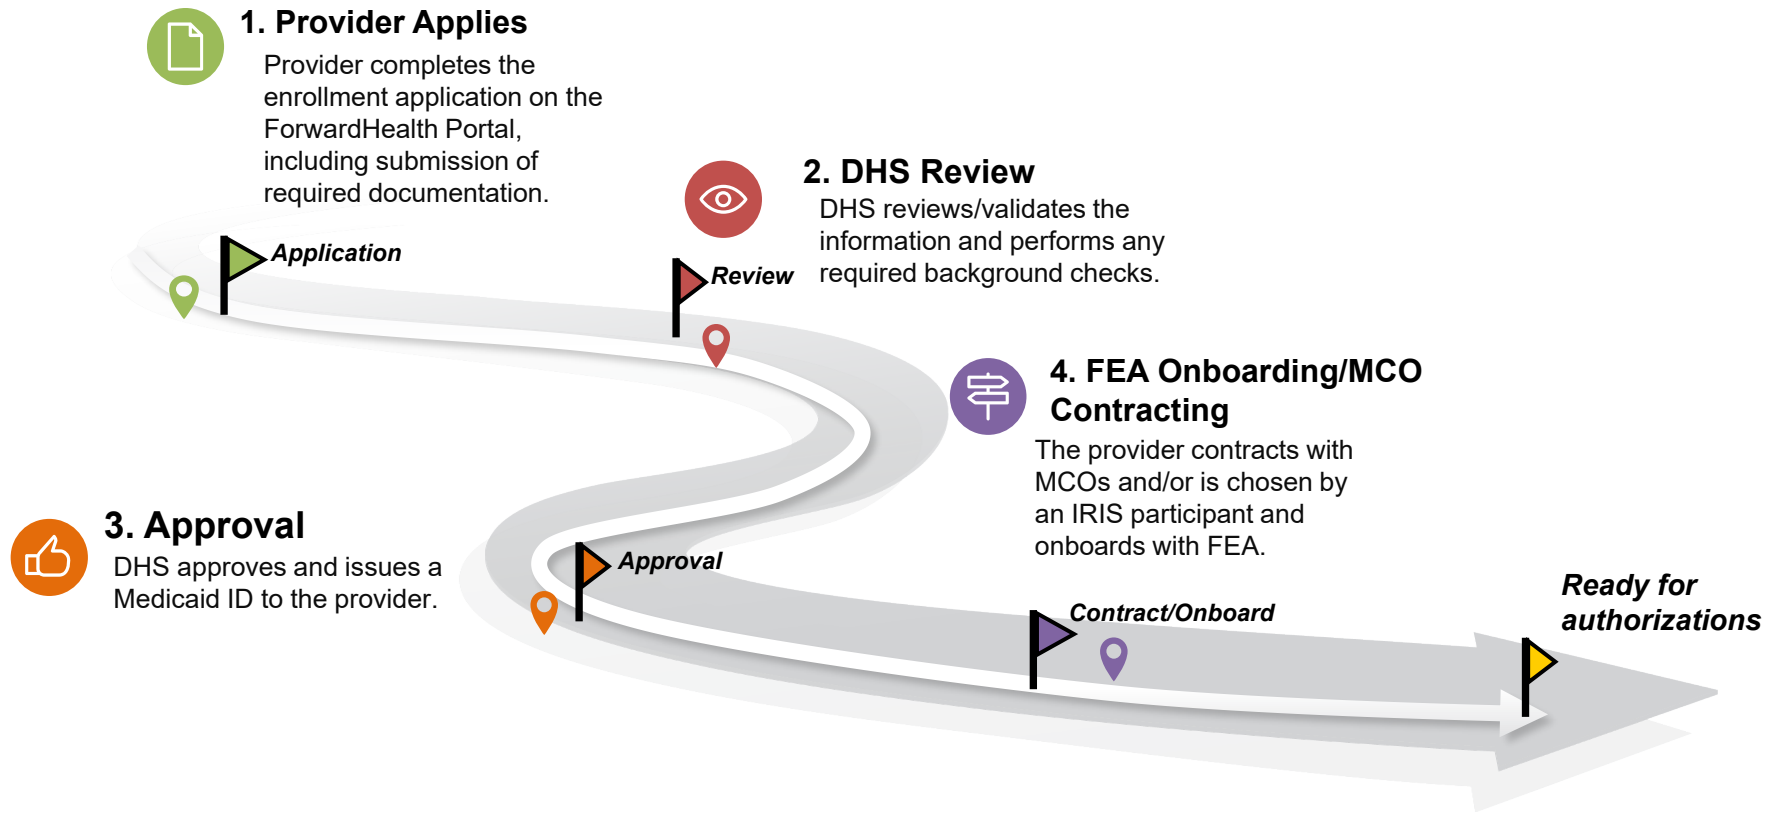 1. Provider Applies
Provider completes the
enrollment application on the
ForwardHealth Portal,
including submission of
required documentation.
Application
2. DHS Review
DHS reviews/validates the
information and performs any
required background checks.
Review
4. FEA Onboarding/MCO
Contracting
The provider contracts with
MCOs and/or is chosen by
an IRIS participant and
onboards with FEA.
3. Approval
DHS approves and issues a
Medicaid ID to the provider.
Approval
Contract/Onboard
Ready for
authorizations